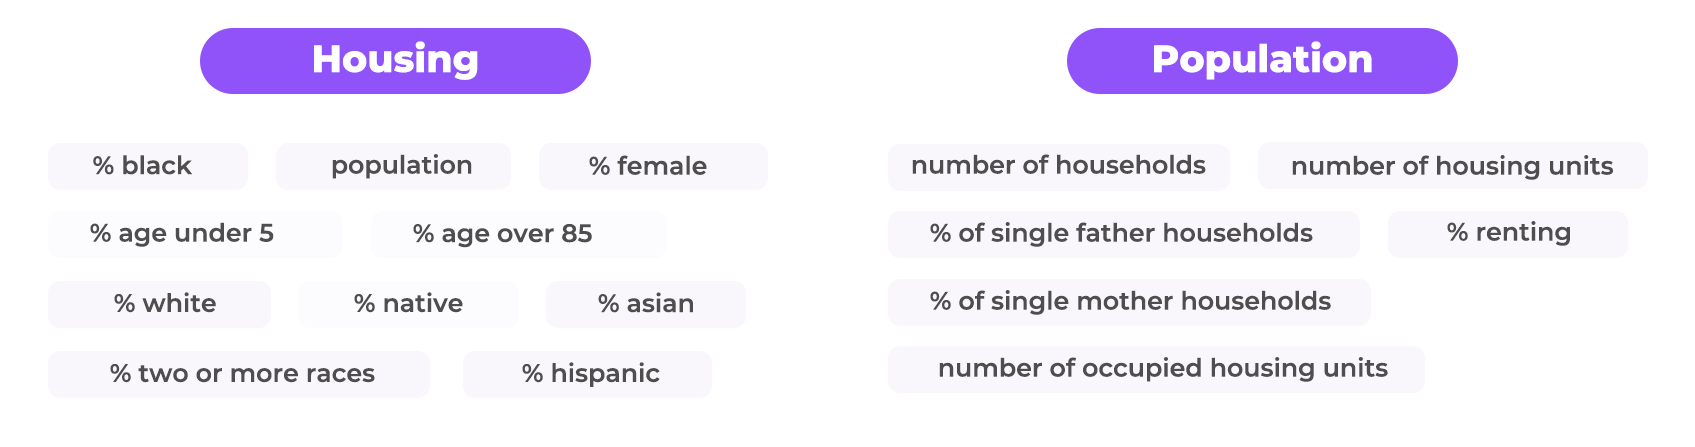 Housing
% black
population
% female
% age under 5
% age over 85
% white
% native
% asian
% two or more races
% hispanic
Population
number of households
number of housing units
% of single father households
% renting
% of single mother households
number of occupied housing units